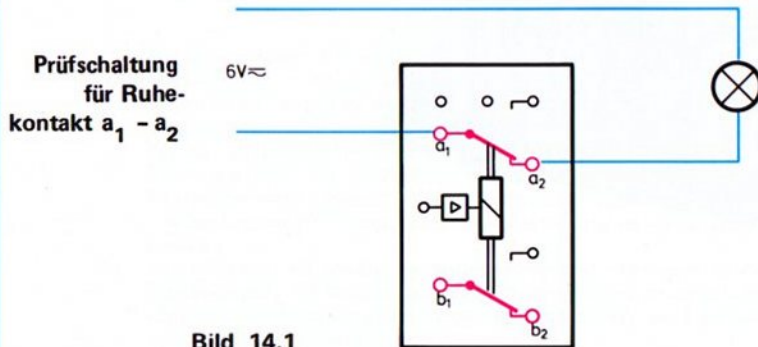 Prüfschaltung
für Ruhe-
kontakt a₁ – a₂
6V≂
a₁
a₂
b₁
b₂
Bild 14.1